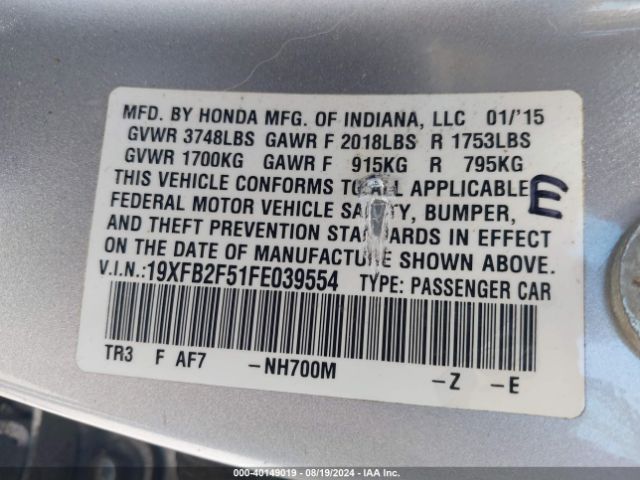 MFD. BY HONDA MFG. OF INDIANA, LLC 01/'15
GVWR 3748LBS GAWR F 2018LBS R 1753LBS
GVWR 1700KG GAWR F 915KG R 795KG
THIS VEHICLE CONFORMS TO ALL APPLICABLE E
FEDERAL MOTOR VEHICLE SAFETY, BUMPER,
AND THEFT PREVENTION STANDARDS IN EFFECT
ON THE DATE OF MANUFACTURE SHOWN ABOVE.
V.I.N.:19XFB2F51FE039554 TYPE: PASSENGER CAR
TR3 F AF7 -NH700M
-Z -E
000-40149019 - 08/19/2024 - IAAI.COM